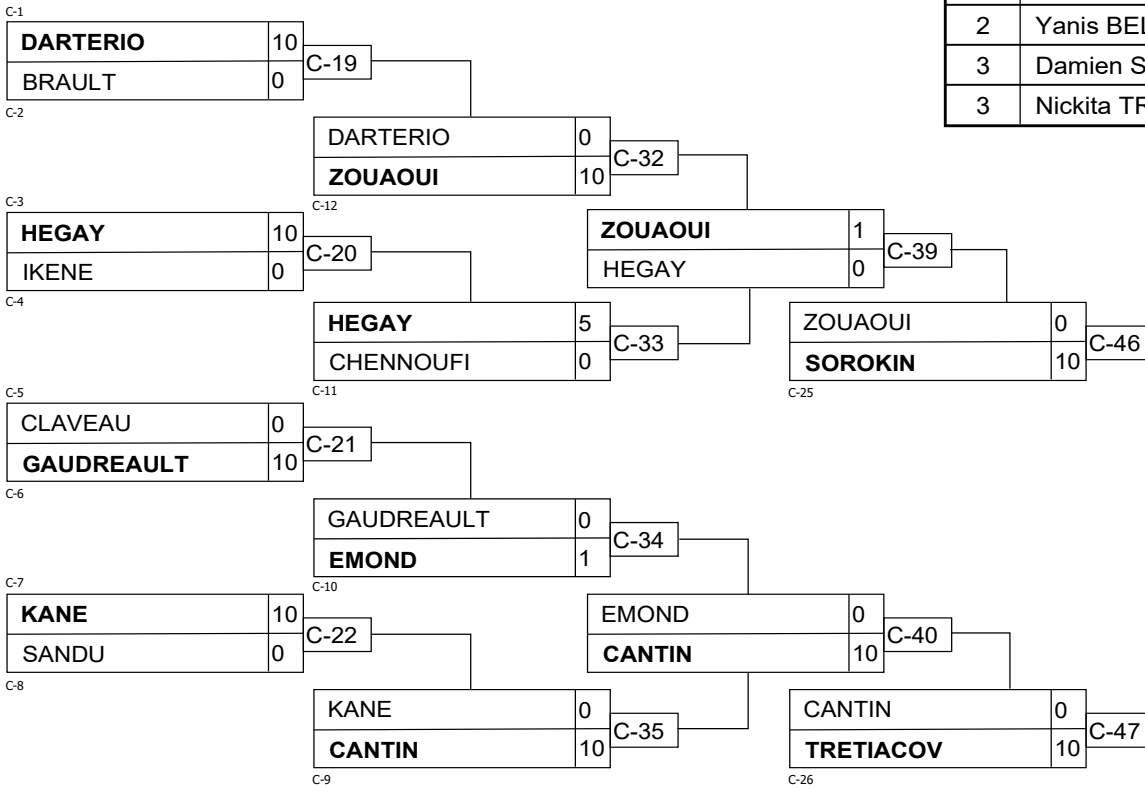 C-1
DARTERIO 10
BRAULT 0
C-19
C-2
2 Yanis
3 Damien
3 Nickita
DARTERIO 0
ZOUAOUI 10
C-32
C-12
C-3
HEGAY 10
IKENE 0
C-20
C-4
ZOUAOUI 1
HEGAY 0
C-39
HEGAY 5
CHENNOUFI 0
C-33
C-11
ZOUAOUI 0
SOROKIN 10
C-46
C-25
C-5
CLAVEAU 0
GAUDREAULT 10
C-21
C-6
GAUDREAULT 0
EMOND 1
C-34
C-10
C-7
KANE 10
SANDU 0
C-22
C-8
EMOND 0
CANTIN 10
C-40
KANE 0
CANTIN 10
C-35
C-9
CANTIN 0
TRETIACOV 10
C-47
C-26